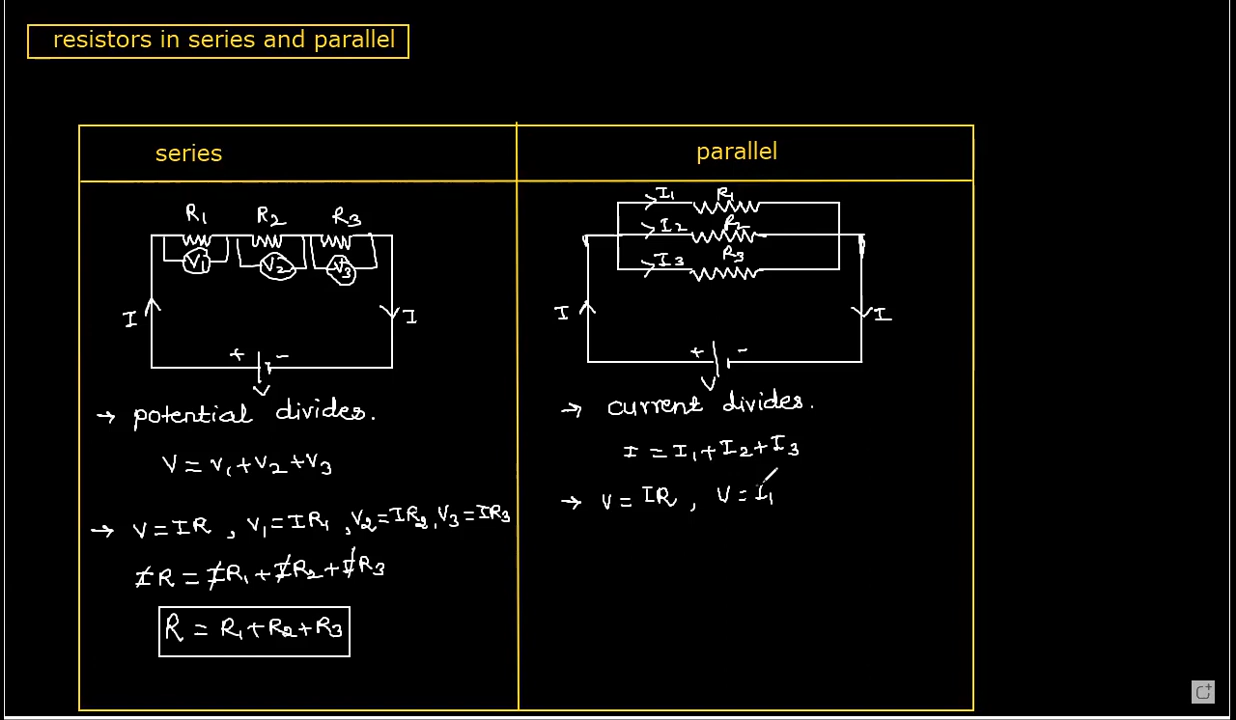 resistors in series and parallel
series
R1 R2 R3
V1 V2 V3
I I
+ -
V
→ potential divides.
V = V1 + V2 + V3
→ V = IR , V1 = IR1 , V2 = IR2, V3 = IR3
IR = IR1 + IR2 + IR3
R = R1 + R2 + R3
parallel
I1 R1
I2 R2
I3 R3
I I
+ -
V
→ current divides.
I = I1 + I2 + I3
→ V = IR , V = I1